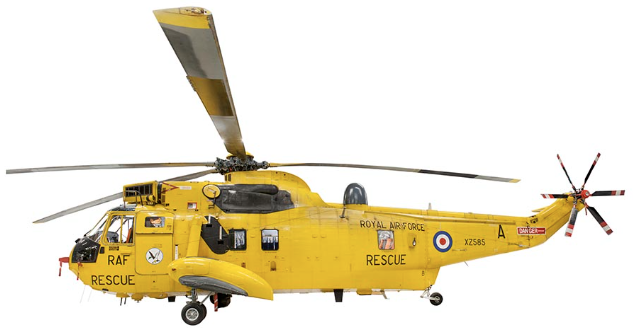 RAF
RESCUE
ROYAL AIR FORCE
RESCUE
XZ585
A
DANGER